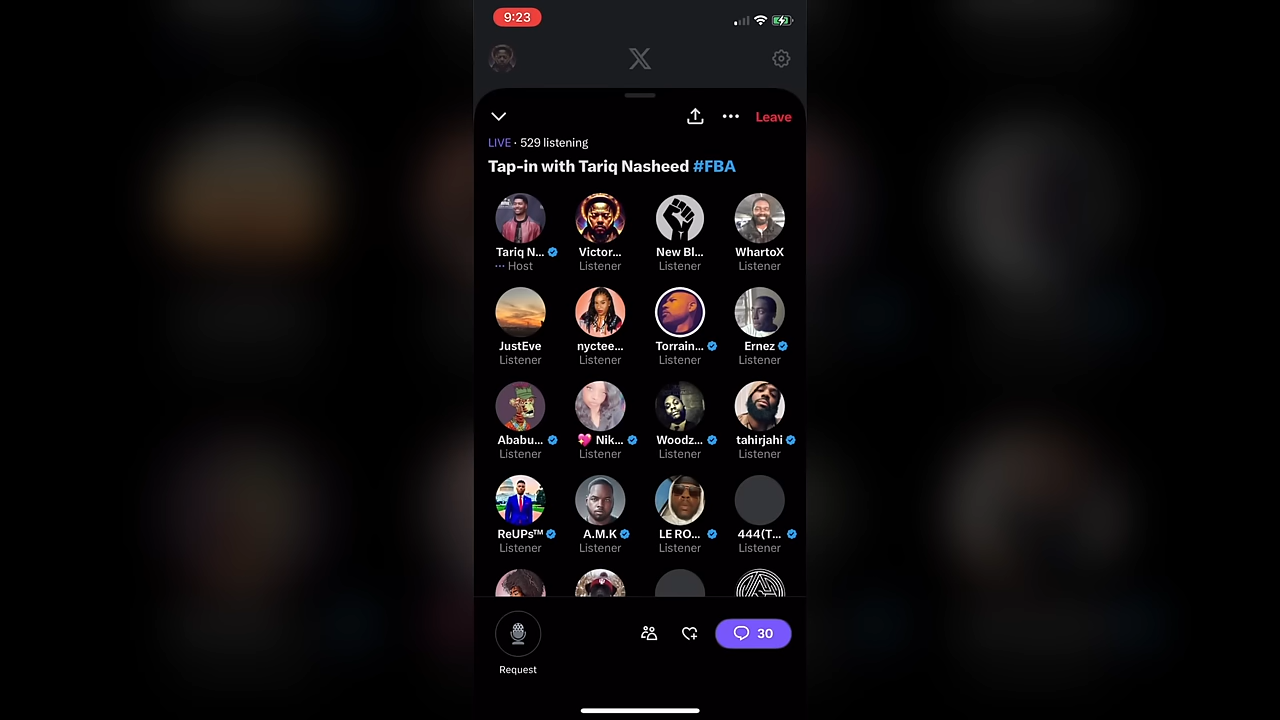 9:23
Leave
LIVE · 529 listening
Tap-in with Tariq Nasheed #FBA
Tariq N... Victor... New Bl... WhartoX
Host Listener Listener Listener
JustEve nyctee... Torrain... Ernez
Listener Listener Listener Listener
Ababu... 💖 Nik... Woodz... tahirjahi
Listener Listener Listener Listener
ReUPs™ A.M.K LE RO... 444(T...
Listener Listener Listener Listener
30
Request